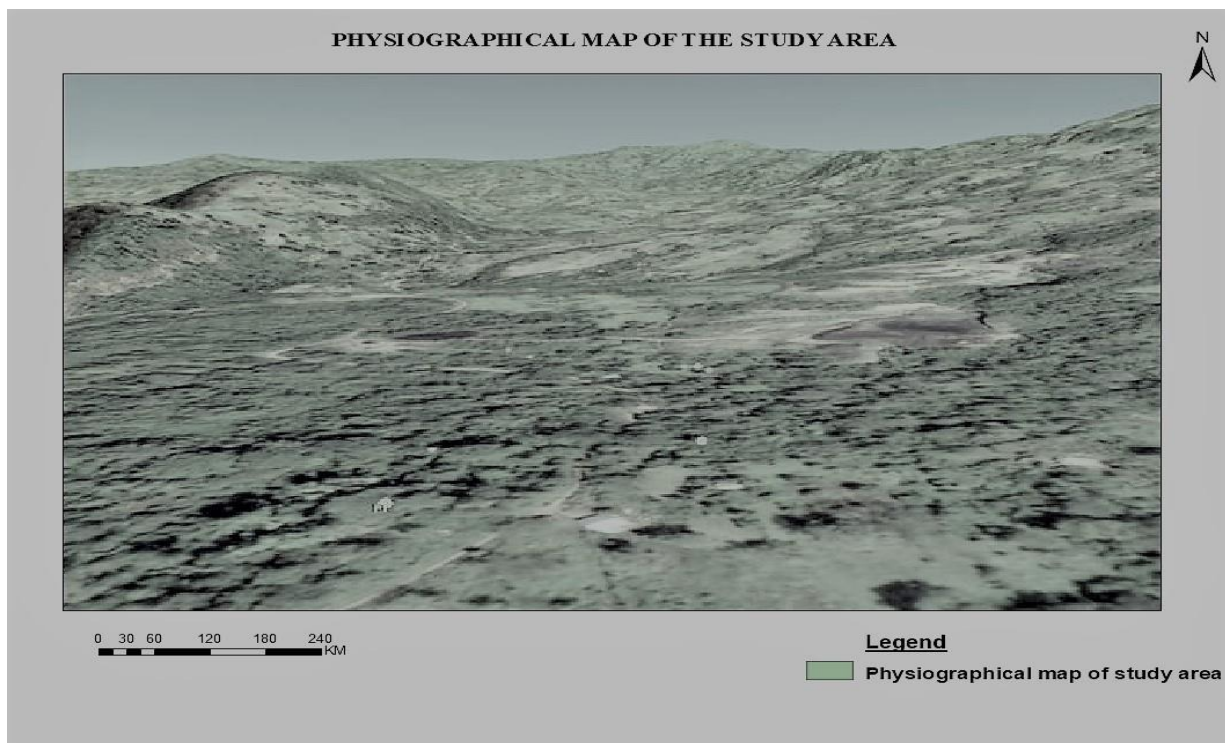 PHYSIOGRAPHICAL MAP OF THE STUDY AREA
N
0 30 60 120 180 240
KM
Legend
Physiographical map of study area